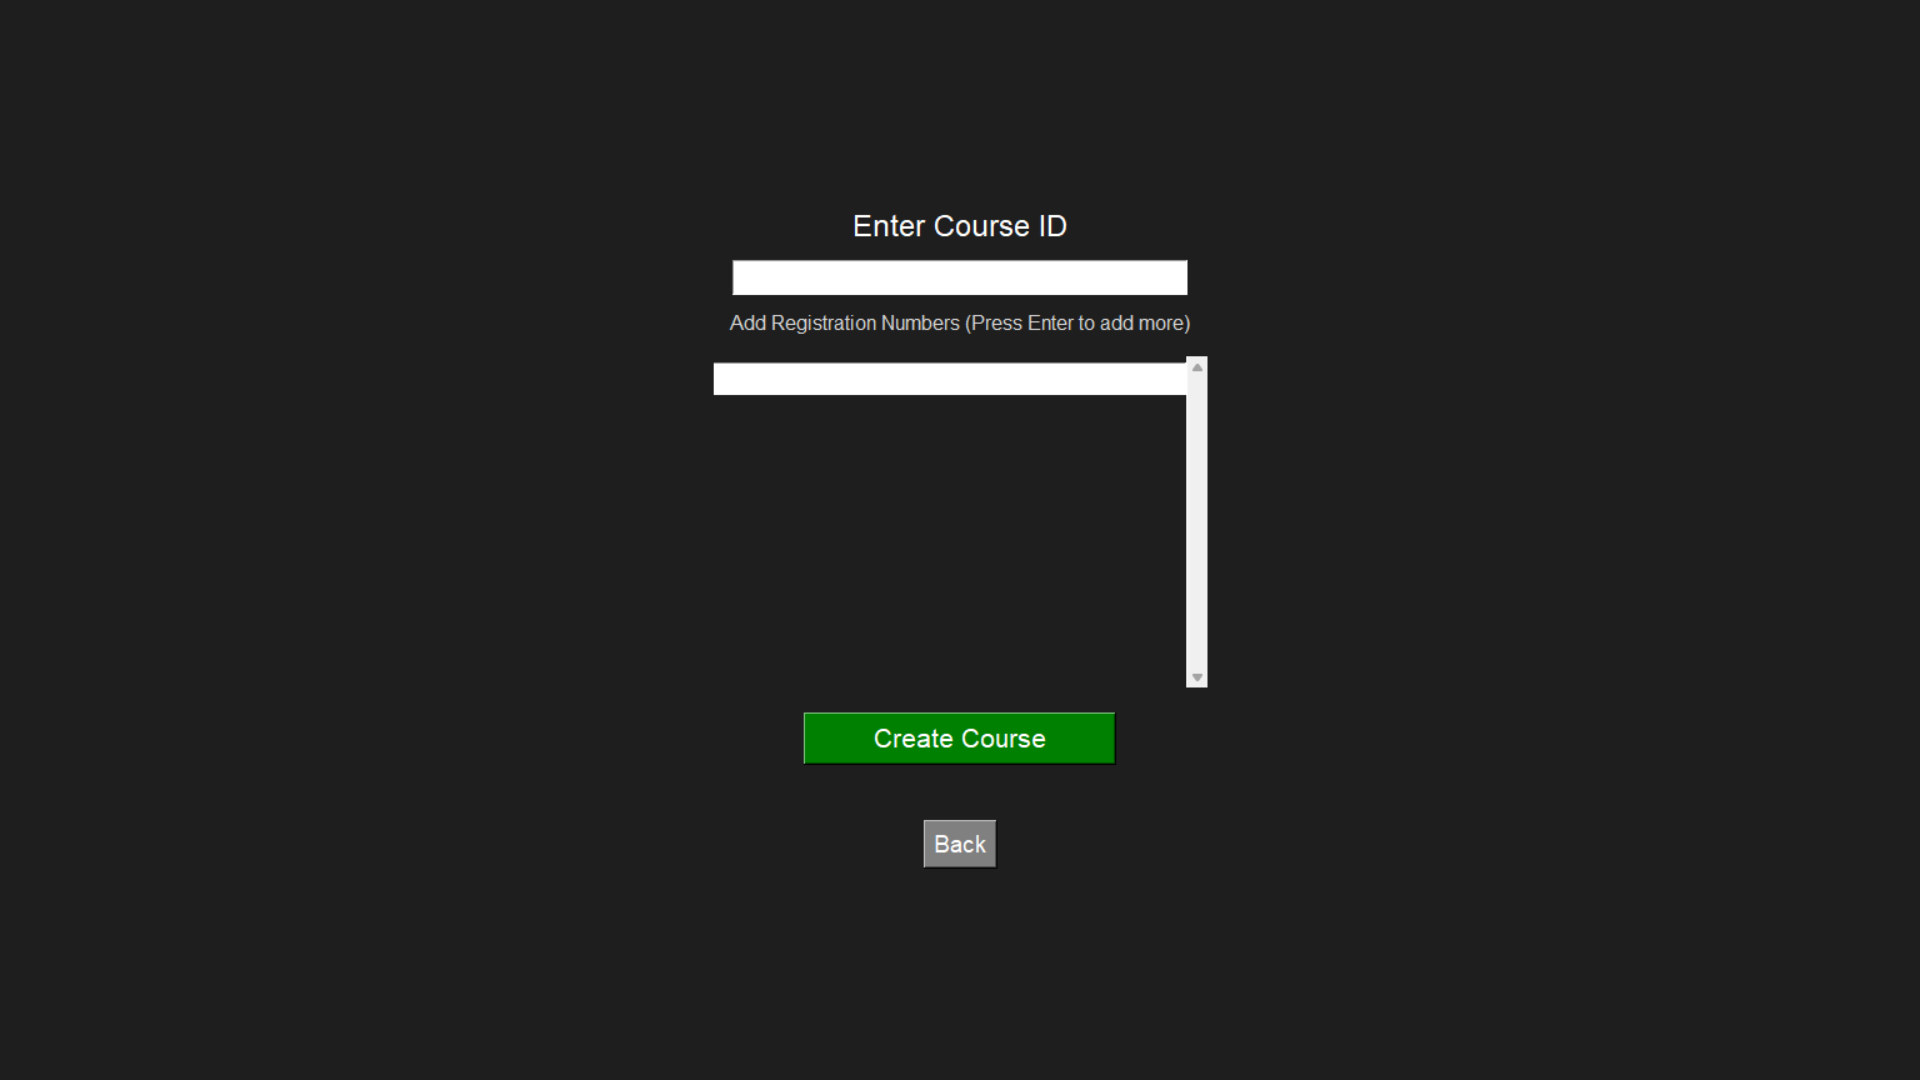 Enter Course ID
Add Registration Numbers (Press Enter to add more)
Create Course
Back